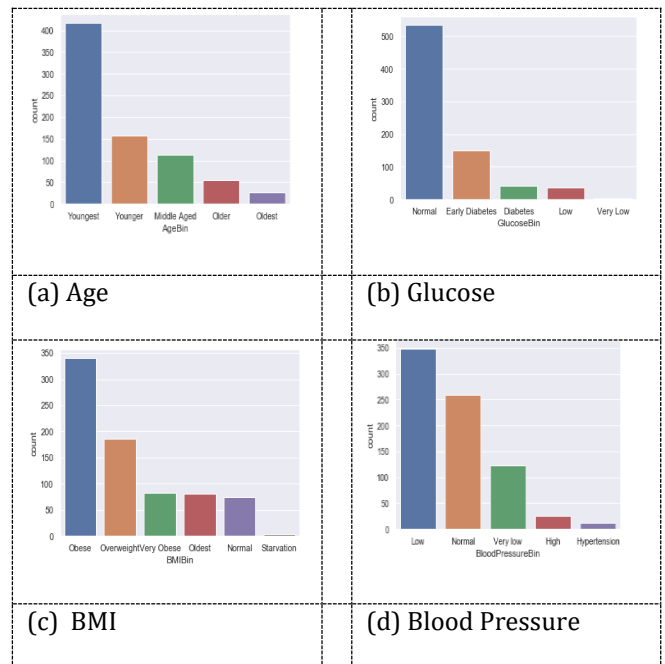 400
350
300
250
200
150
100
50
0
count
Youngest Younger Middle Aged Older Oldest
AgeBin
500
400
300
200
100
0
count
Normal Early Diabetes Diabetes Low Very Low
GlucoseBin
(a) Age
(b) Glucose
350
300
250
200
150
100
50
0
count
Obese Overweight Very Obese Oldest Normal Starvation
BMIBin
350
300
250
200
150
100
50
0
count
Low Normal Very low High Hypertension
BloodPressureBin
(c) BMI
(d) Blood Pressure